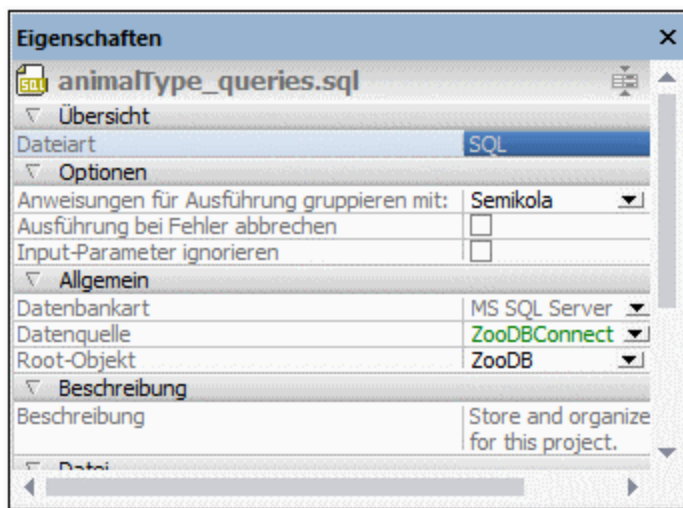 Eigenschaften
SQL animalType_queries.sql
Übersicht
Dateiart SQL
Optionen
Anweisungen für Ausführung gruppieren mit: Semikola
Ausführung bei Fehler abbrechen
Input-Parameter ignorieren
Allgemein
Datenbankart MS SQL Server
Datenquelle ZooDBConnect
Root-Objekt ZooDB
Beschreibung
Beschreibung Store and organize
for this project.
Datei